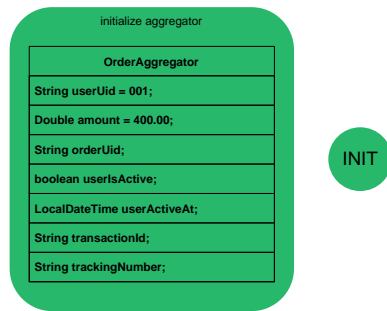 initialize aggregator
OrderAggregator
String userUid = 001;
Double amount = 400.00;
String orderUid;
boolean userIsActive;
LocalDateTime userActiveAt;
String transactionId;
String trackingNumber;
INIT